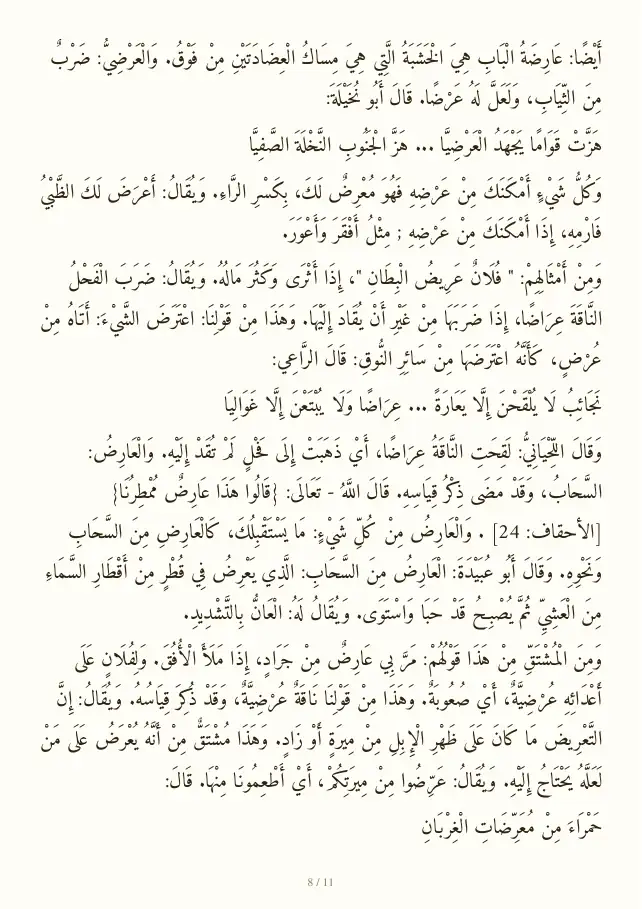 أَيْضًا: عَارِضَةُ الْبَابِ هِيَ الْخَشَبَةُ الَّتِي هِيَ مِسَاكُ الْعِضَادَتَيْنِ مِنْ فَوْقُ. وَالْعَرْضِيُّ: ضَرْبٌ
مِنَ الثِّيَابِ، وَلَعَلَّ لَهُ عَرْضًا. قَالَ أَبُو نُخَيْلَةَ:
هَزَّتْ قَوَامًا يَجْهَدُ الْعَرْضِيَّا ... هَزَّ الْجَنُوبِ النَّخْلَةَ الصَّفِيَّا
وَكُلُّ شَيْءٍ أَمْكَنَكَ مِنْ عَرْضِهِ فَهُوَ مُعْرِضٌ لَكَ، بِكَسْرِ الرَّاءِ. وَيُقَالُ: أَعْرَضَ لَكَ الظَّبْيُ
فَارْمِهِ، إِذَا أَمْكَنَكَ مِنْ عَرْضِهِ ; مِثْلُ أَفْقَرَ وَأَعْوَرَ.
وَمِنْ أَمْثَالِهِمْ: " فُلَانٌ عَرِيضُ الْبِطَانِ "، إِذَا أَثْرَى وَكَثُرَ مَالُهُ. وَيُقَالُ: ضَرَبَ الْفَحْلُ
النَّاقَةَ عِرَاضًا، إِذَا ضَرَبَهَا مِنْ غَيْرِ أَنْ يُقَادَ إِلَيْهَا. وَهَذَا مِنْ قَوْلِنَا: اعْتَرَضَ الشَّيْءَ: أَتَاهُ مِنْ
عُرْضٍ، كَأَنَّهُ اعْتَرَضَهَا مِنْ سَائِرِ النُّوقِ: قَالَ الرَّاعِي:
نَجَائِبُ لَا يُلْقَحْنَ إِلَّا يَعَارَةً ... عِرَاضًا وَلَا يُبْتَعْنَ إِلَّا غَوَالِيَا
وَقَالَ اللِّحْيَانِيُّ: لَقِحَتِ النَّاقَةُ عِرَاضًا، أَيْ ذَهَبَتْ إِلَى فَحْلٍ لَمْ تُقَدْ إِلَيْهِ. وَالْعَارِضُ:
السَّحَابُ، وَقَدْ مَضَى ذِكْرُ قِيَاسِهِ. قَالَ اللَّهُ - تَعَالَى: {قَالُوا هَذَا عَارِضٌ مُمْطِرُنَا}
[الأحقاف: 24] . وَالْعَارِضُ مِنْ كُلِّ شَيْءٍ: مَا يَسْتَقْبِلُكَ، كَالْعَارِضِ مِنَ السَّحَابِ
وَنَحْوِهِ. وَقَالَ أَبُو عُبَيْدَةَ: الْعَارِضُ مِنَ السَّحَابِ: الَّذِي يَعْرِضُ فِي قُطْرٍ مِنْ أَقْطَارِ السَّمَاءِ
مِنَ الْعَشِيِّ ثُمَّ يُصْبِحُ قَدْ حَبَا وَاسْتَوَى. وَيُقَالُ لَهُ: الْعَانُّ بِالتَّشْدِيدِ.
وَمِنَ الْمُشْتَقِّ مِنْ هَذَا قَوْلُهُمْ: مَرَّ بِي عَارِضٌ مِنْ جَرَادٍ، إِذَا مَلَأَ الْأُفُقَ. وَلِفُلَانٍ عَلَى
أَعْدَائِهِ عُرْضِيَّةٌ، أَيْ صُعُوبَةٌ. وَهَذَا مِنْ قَوْلِنَا نَاقَةٌ عُرْضِيَّةٌ، وَقَدْ ذُكِرَ قِيَاسُهُ. وَيُقَالُ: إِنَّ
التَّعْرِيضَ مَا كَانَ عَلَى ظَهْرِ الْإِبِلِ مِنْ مِيرَةٍ أَوْ زَادٍ. وَهَذَا مُشْتَقٌّ مِنْ أَنَّهُ يُعْرَضُ عَلَى مَنْ
لَعَلَّهُ يَحْتَاجُ إِلَيْهِ. وَيُقَالُ: عَرِّضُوا مِنْ مِيرَتِكُمْ، أَيْ أَطْعِمُونَا مِنْهَا. قَالَ:
حَمْرَاءَ مِنْ مُعَرِّضَاتِ الْغِرْبَانِ
8 / 11